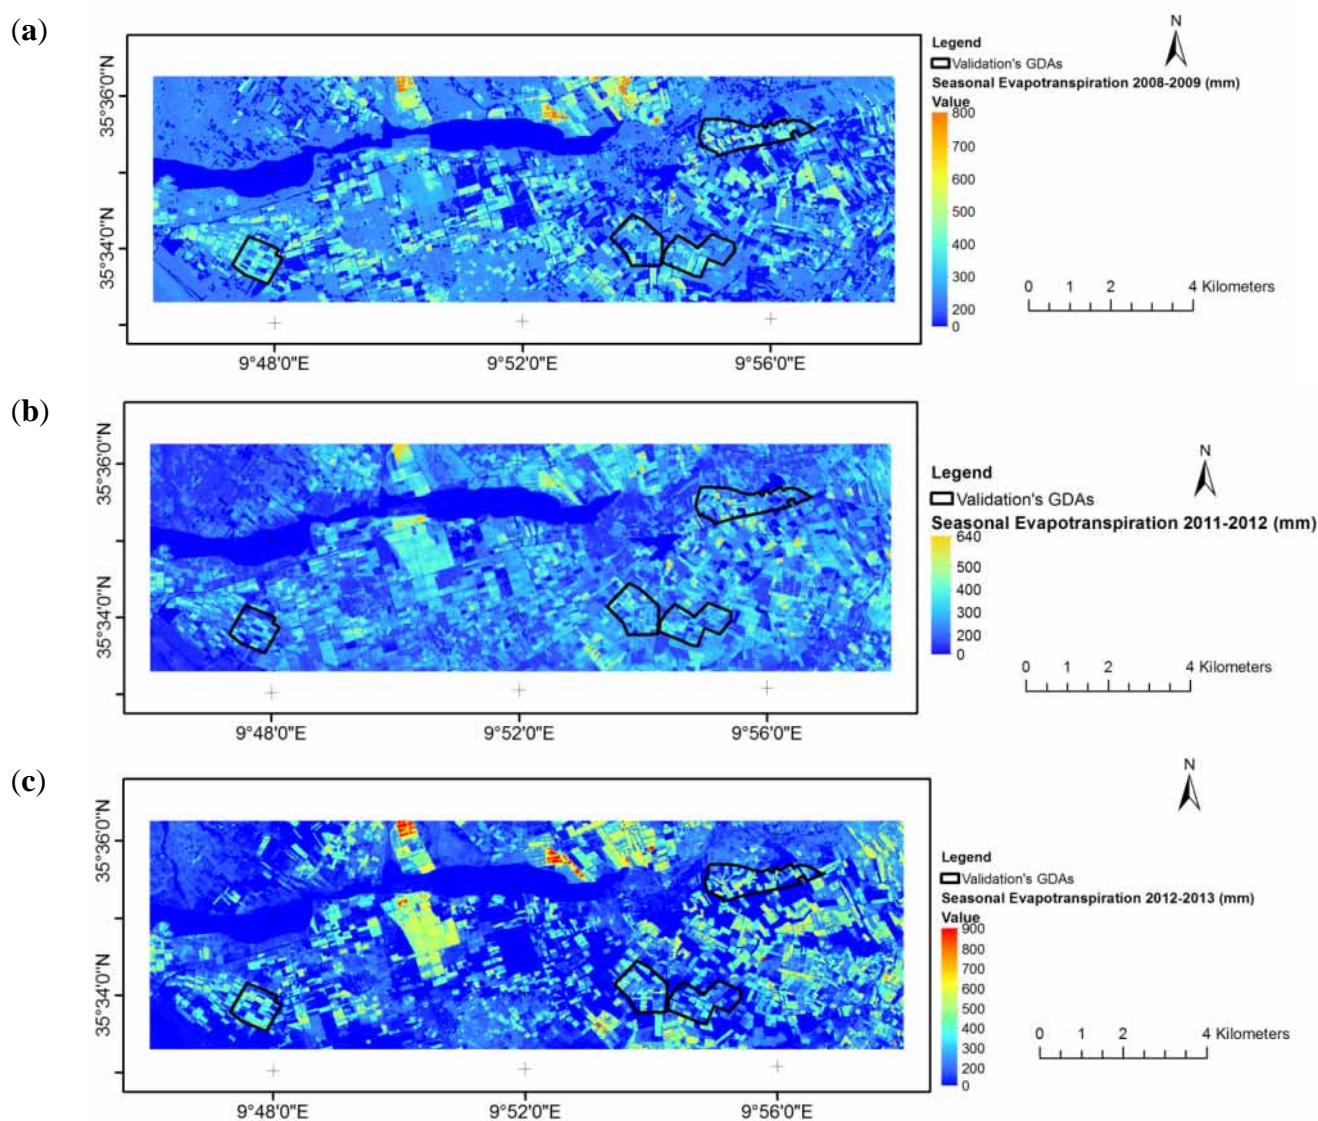 (a)
N
Legend
Validation's GDAs
Seasonal Evapotranspiration 2008-2009 (mm)
Value
800
700
600
500
400
300
200
0
35°36'0"N
35°34'0"N
0 1 2 4 Kilometers
9°48'0"E 9°52'0"E 9°56'0"E
(b)
N
Legend
Validation's GDAs
Seasonal Evapotranspiration 2011-2012 (mm)
640
500
400
300
200
0
35°36'0"N
35°34'0"N
0 1 2 4 Kilometers
9°48'0"E 9°52'0"E 9°56'0"E
(c)
N
Legend
Validation's GDAs
Seasonal Evapotranspiration 2012-2013 (mm)
Value
900
800
700
600
500
400
300
200
0
35°36'0"N
35°34'0"N
0 1 2 4 Kilometers
9°48'0"E 9°52'0"E 9°56'0"E